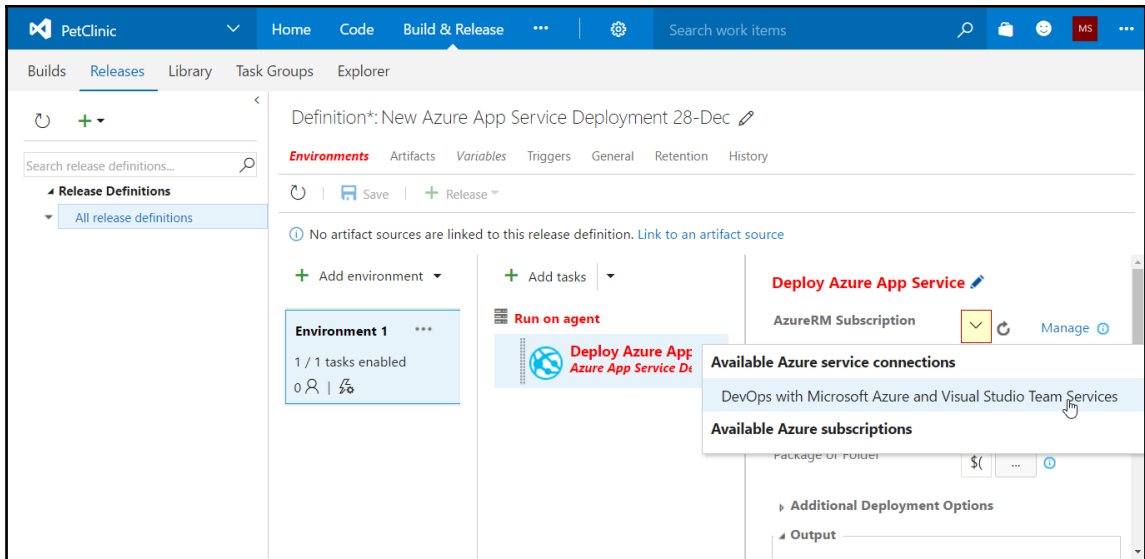 PetClinic Home Code Build & Release ••• Search work items MS •••
Builds Releases Library Task Groups Explorer
Definition*: New Azure App Service Deployment 28-Dec
Search release definitions...
Release Definitions
All release definitions
Environments Artifacts Variables Triggers General Retention History
Save Release
No artifact sources are linked to this release definition. Link to an artifact source
Add environment
Add tasks
Environment 1 •••
1 / 1 tasks enabled
0
Run on agent
Deploy Azure App
Azure App Service De
Deploy Azure App Service
AzureRM Subscription Manage
Available Azure service connections
DevOps with Microsoft Azure and Visual Studio Team Services
Available Azure subscriptions
Package or Folder $( ...
Additional Deployment Options
Output